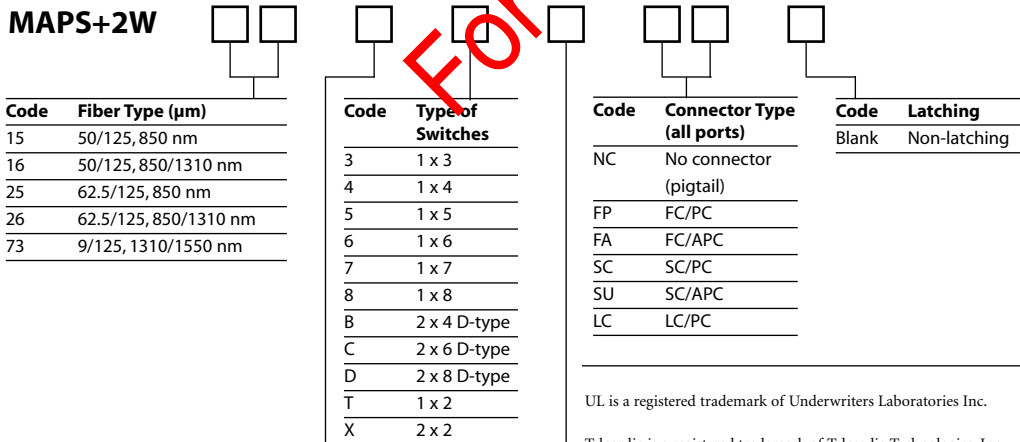 MAPS+2W
For
Code Fiber Type (µm)
15 50/125, 850 nm
16 50/125, 850/1310 nm
25 62.5/125, 850 nm
26 62.5/125, 850/1310 nm
73 9/125, 1310/1550 nm
Code Type of
Switches
3 1 x 3
4 1 x 4
5 1 x 5
6 1 x 6
7 1 x 7
8 1 x 8
B 2 x 4 D-type
C 2 x 6 D-type
D 2 x 8 D-type
T 1 x 2
X 2 x 2
Code Connector Type
(all ports)
NC No connector
(pigtail)
FP FC/PC
FA FC/APC
SC SC/PC
SU SC/APC
LC LC/PC
Code Latching
Blank Non-latching
UL is a registered trademark of Underwriters Laboratories Inc.